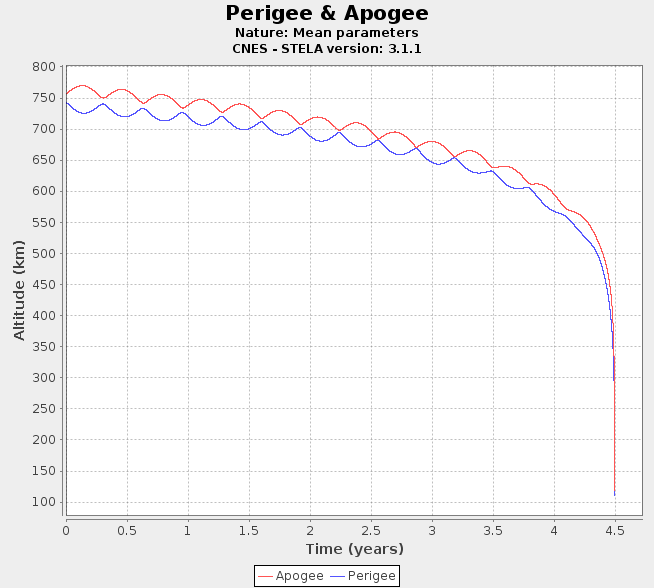 Perigee & Apogee
Nature: Mean parameters
CNES - STELA version: 3.1.1
800
750
700
650
600
550
500
450
400
350
300
250
200
150
100
Altitude (km)
0 0.5 1 1.5 2 2.5 3 3.5 4 4.5
Time (years)
Apogee Perigee